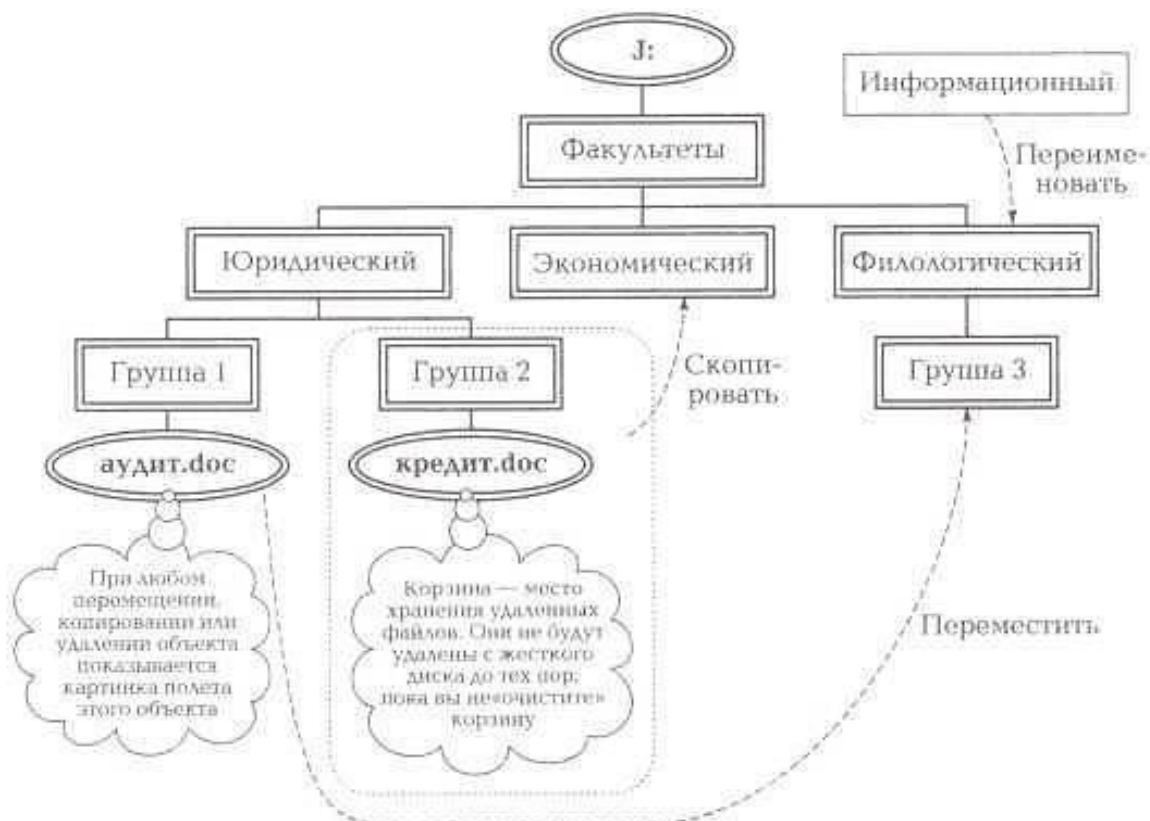 J:
Информационный
Факультеты
Переиме-
новать
Юридический
Экономический
Филологический
Группа 1
Группа 2
Скопи-
ровать
Группа 3
аудит.doc
кредит.doc
При любом
перемещении,
копировании или
удалении объекта
показывается
картинка полета
этого объекта
Корзина — место
хранения удаленных
файлов. Они не будут
удалены с жесткого
диска до тех пор,
пока вы не «очистите»
корзину
Переместить